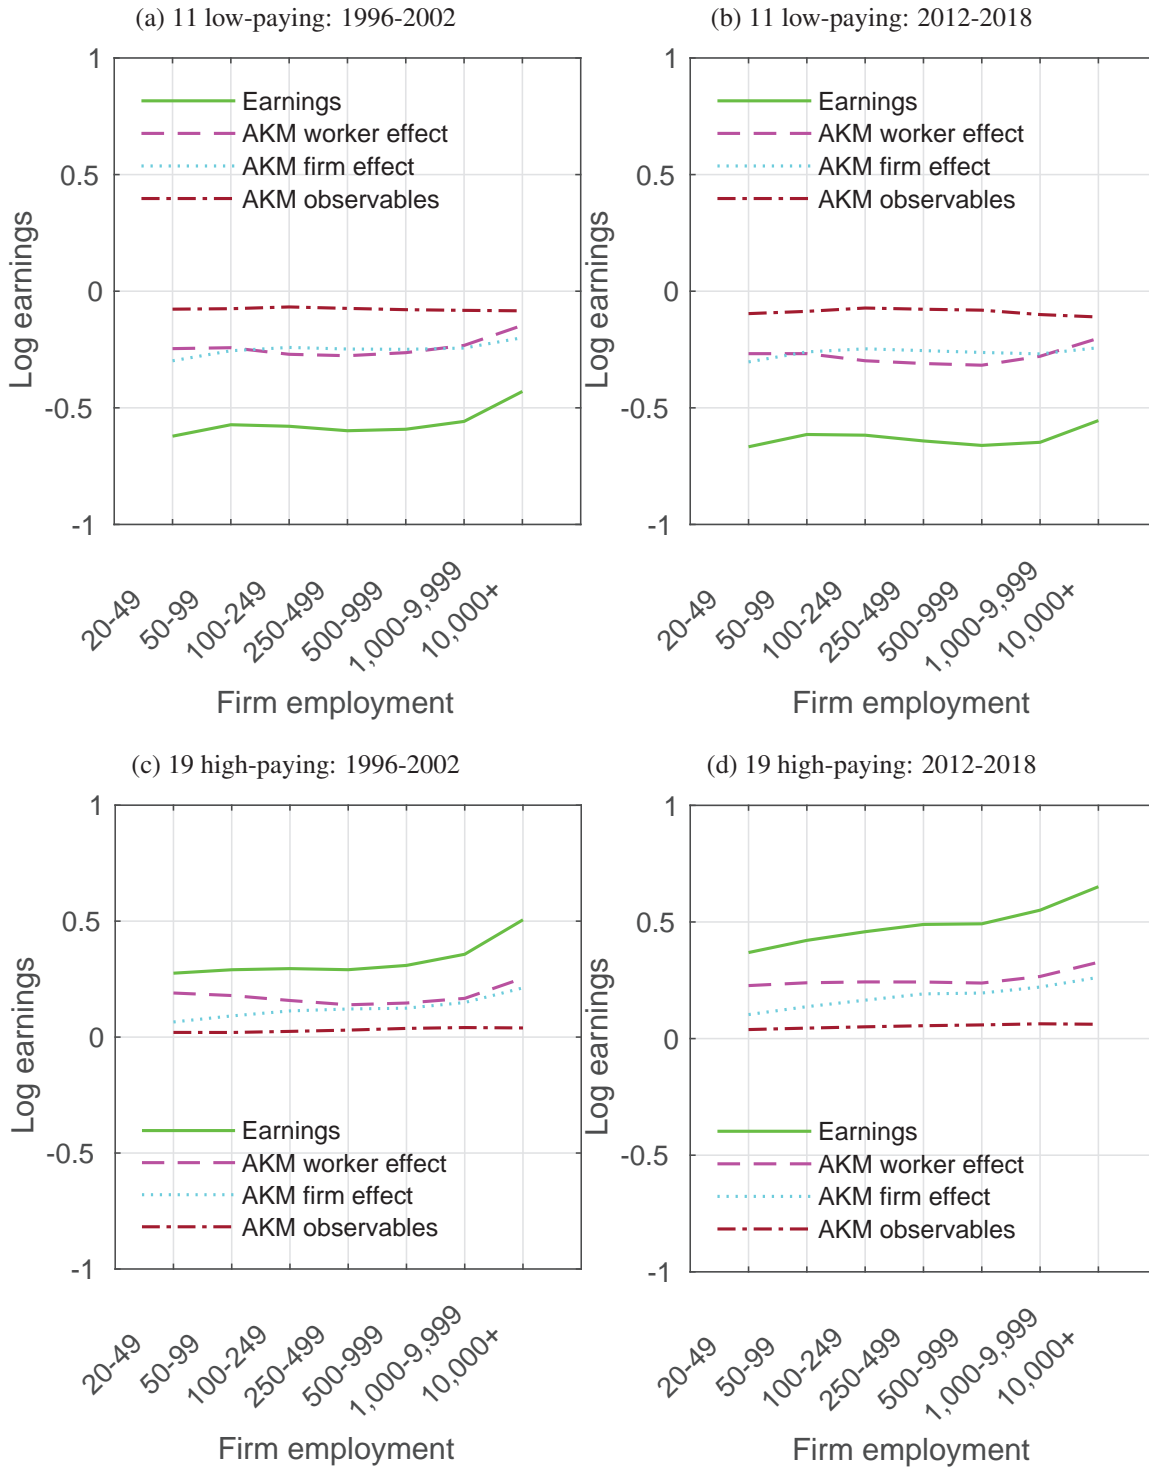 (a) 11 low-paying: 1996-2002
1
0.5
0
-0.5
-1
Log earnings
Earnings
AKM worker effect
AKM firm effect
AKM observables
20-49
50-99
100-249
250-499
500-999
1,000-9,999
10,000+
Firm employment
(b) 11 low-paying: 2012-2018
1
0.5
0
-0.5
-1
Log earnings
Earnings
AKM worker effect
AKM firm effect
AKM observables
20-49
50-99
100-249
250-499
500-999
1,000-9,999
10,000+
Firm employment
(c) 19 high-paying: 1996-2002
1
0.5
0
-0.5
-1
Log earnings
Earnings
AKM worker effect
AKM firm effect
AKM observables
20-49
50-99
100-249
250-499
500-999
1,000-9,999
10,000+
Firm employment
(d) 19 high-paying: 2012-2018
1
0.5
0
-0.5
-1
Log earnings
Earnings
AKM worker effect
AKM firm effect
AKM observables
20-49
50-99
100-249
250-499
500-999
1,000-9,999
10,000+
Firm employment